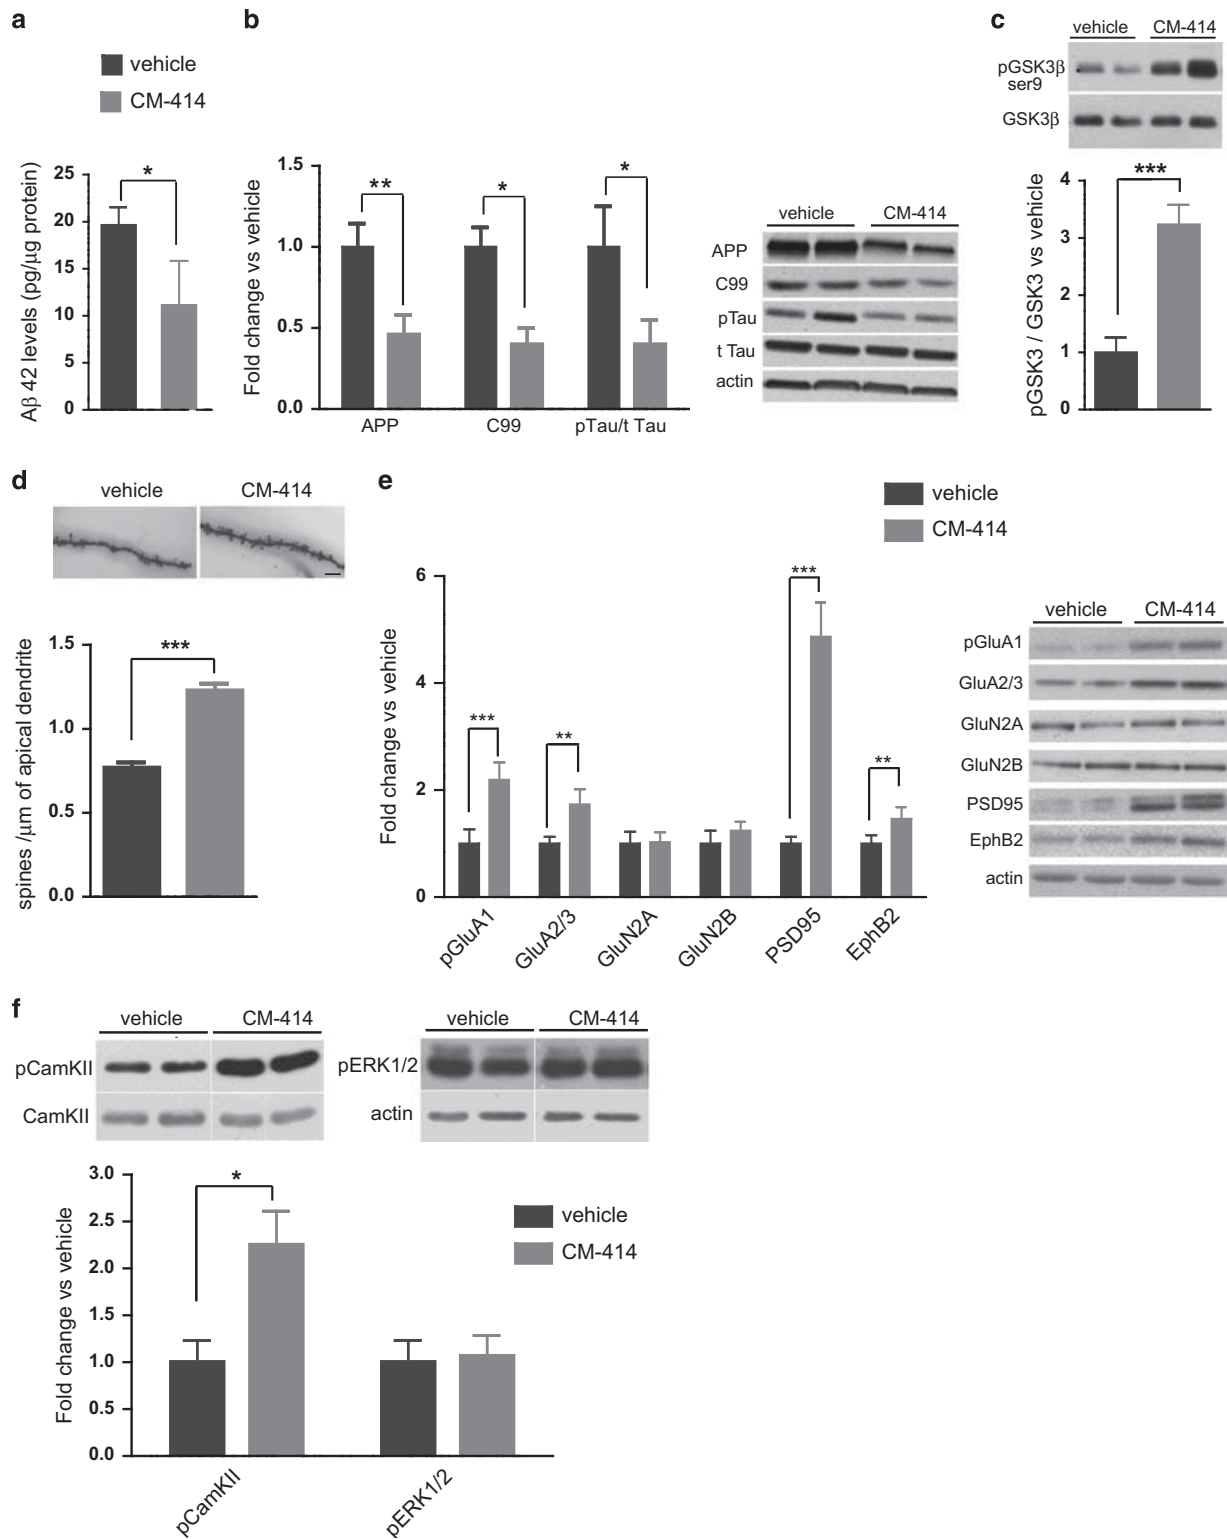 a
vehicle
CM-414
Aβ 42 levels (pg/μg protein)
25
20
15
10
5
0
*
b
Fold change vs vehicle
1.5
1.0
0.5
0.0
**
*
*
APP
C99
pTau/t Tau
vehicle
CM-414
APP
C99
pTau
t Tau
actin
c
vehicle
CM-414
pGSK3β
ser9
GSK3β
pGSK3 / GSK3 vs vehicle
4
3
2
1
0
***
d
vehicle
CM-414
spines /μm of apical dendrite
1.5
1.0
0.5
0.0
***
e
vehicle
CM-414
Fold change vs vehicle
6
4
2
0
***
**
***
**
pGluA1
GluA2/3
GluN2A
GluN2B
PSD95
EphB2
vehicle
CM-414
pGluA1
GluA2/3
GluN2A
GluN2B
PSD95
EphB2
actin
f
vehicle
CM-414
pCamKII
CamKII
vehicle
CM-414
pERK1/2
actin
Fold change vs vehicle
3.0
2.5
2.0
1.5
1.0
0.5
0.0
*
vehicle
CM-414
pCamKII
pERK1/2